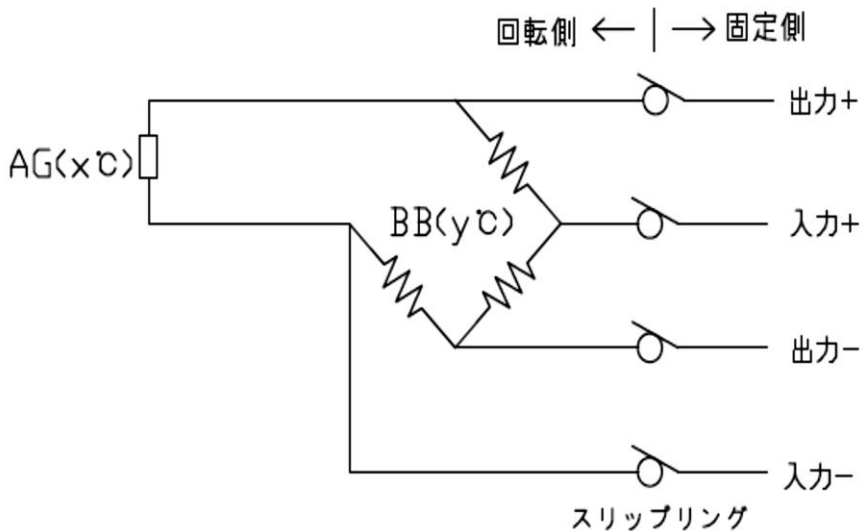 回転側 ← | → 固定側
出力+
AG(x℃)
BB(y℃)
入力+
出力-
入力-
スリップリング